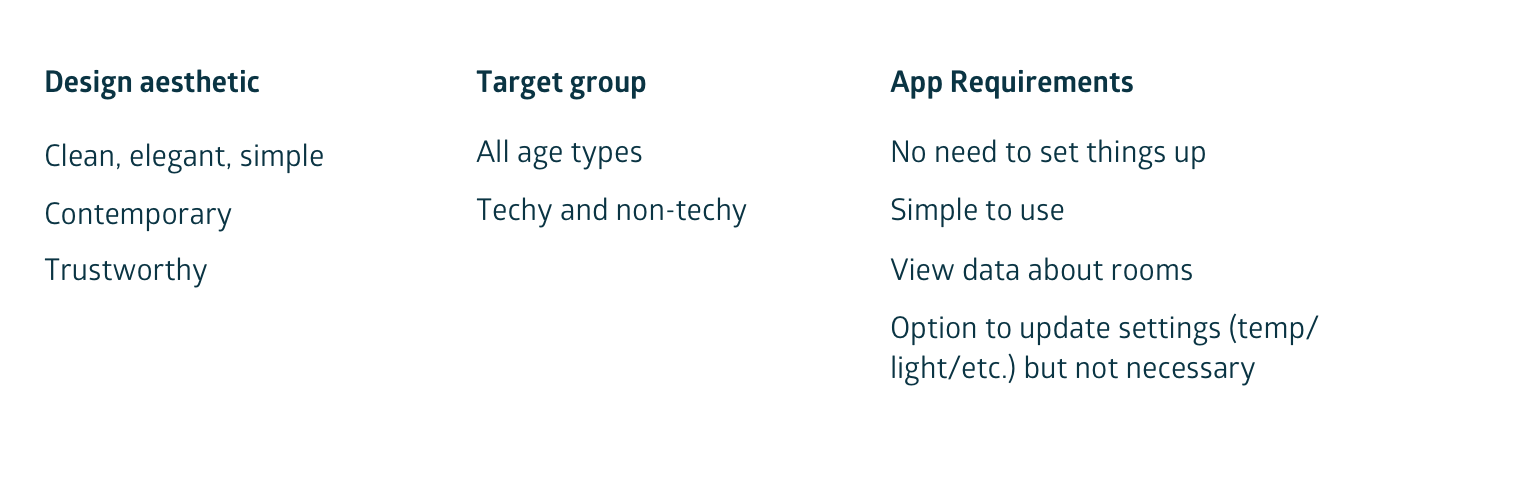 Design aesthetic
Clean, elegant, simple
Contemporary
Trustworthy
Target group
All age types
Techy and non-techy
App Requirements
No need to set things up
Simple to use
View data about rooms
Option to update settings (temp/
light/etc.) but not necessary